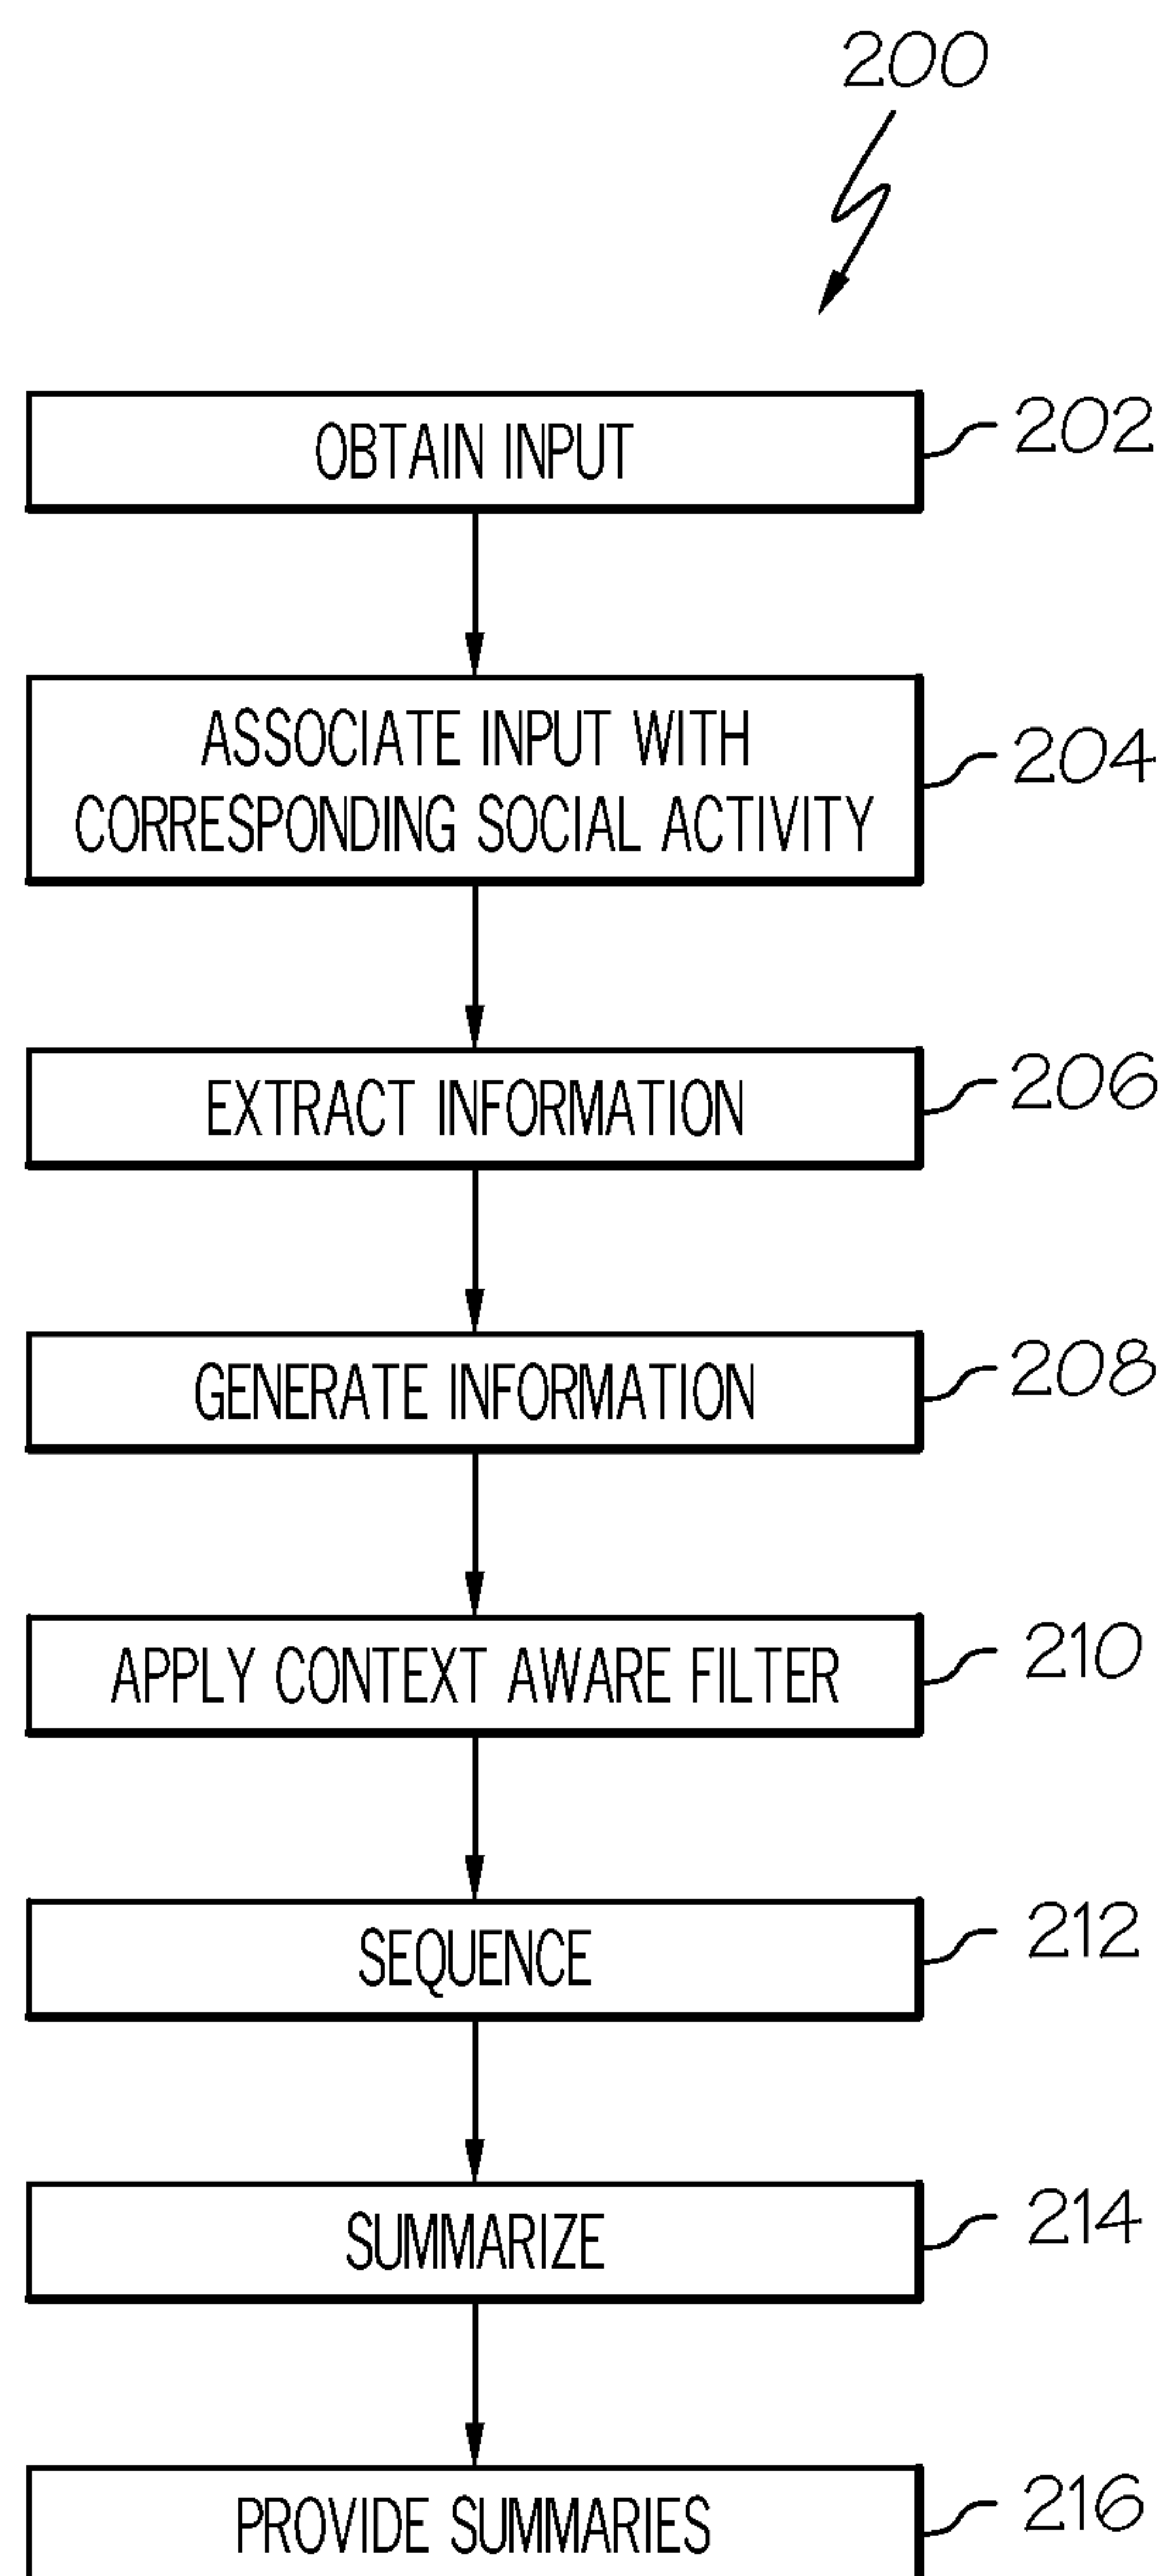 200
OBTAIN INPUT
202
ASSOCIATE INPUT WITH
CORRESPONDING SOCIAL ACTIVITY
204
EXTRACT INFORMATION
206
GENERATE INFORMATION
208
APPLY CONTEXT AWARE FILTER
210
SEQUENCE
212
SUMMARIZE
214
PROVIDE SUMMARIES
216